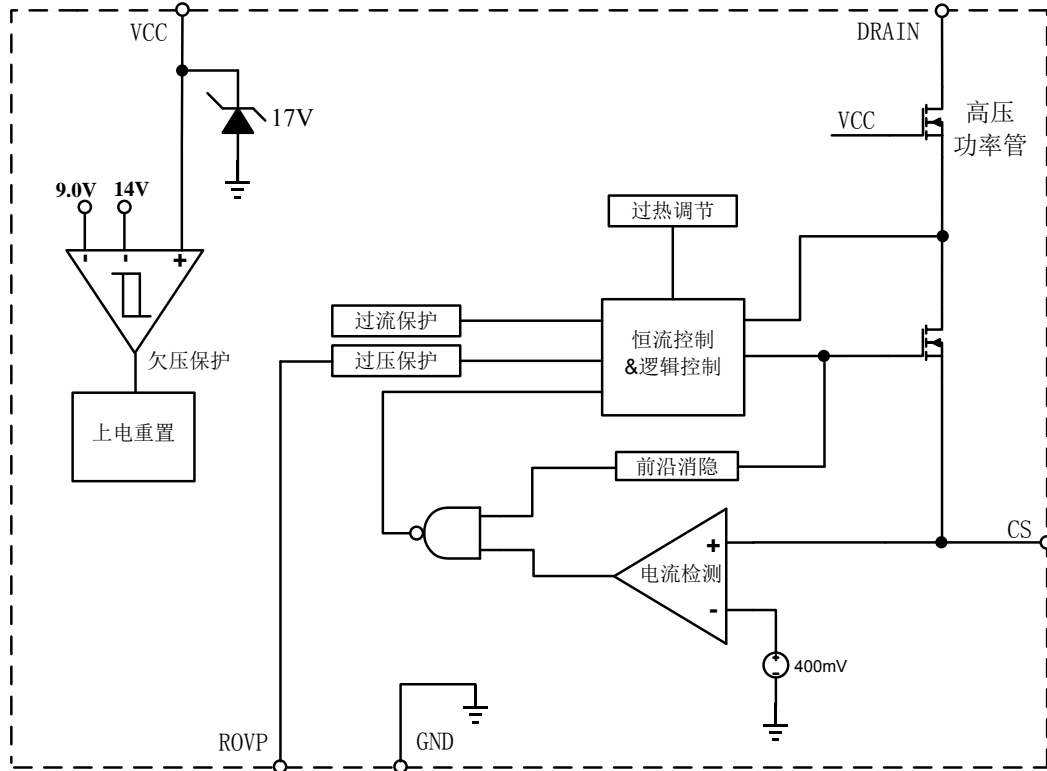 VCC
DRAIN
17V
VCC
高压
功率管
9.0V
14V
- - +
过热调节
过流保护
过压保护
恒流控制
&逻辑控制
欠压保护
上电重置
前沿消隐
CS
+
电流检测
-
+
-
400mV
ROVP
GND